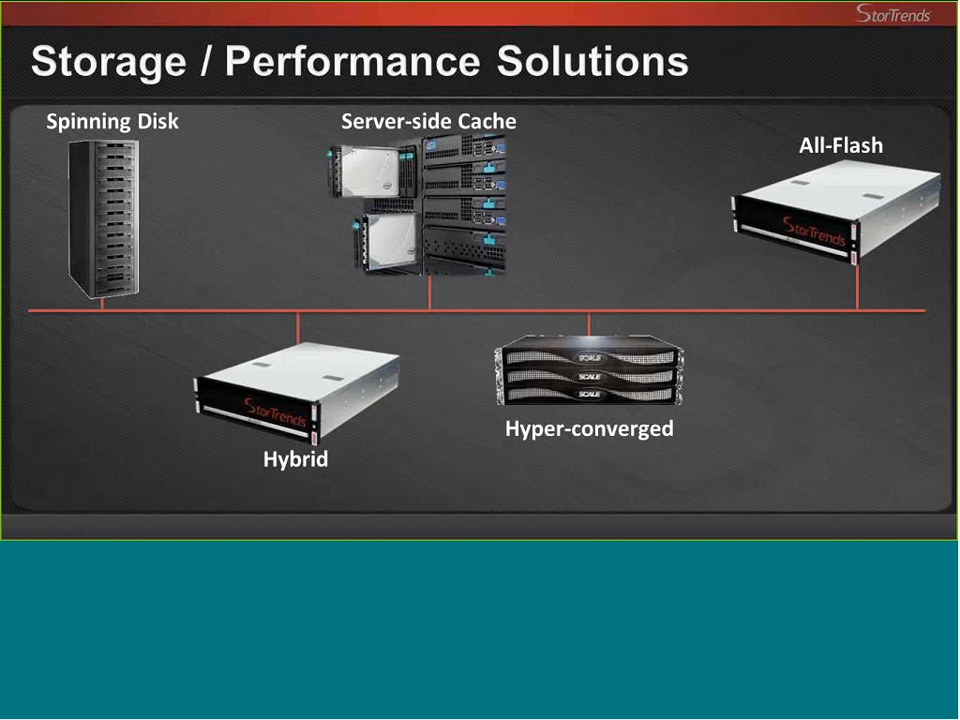 StorTrends
Storage / Performance Solutions
Spinning Disk
Server-side Cache
All-Flash
StorTrends
SCALE
SCALE
SCALE
StorTrends
Hyper-converged
Hybrid